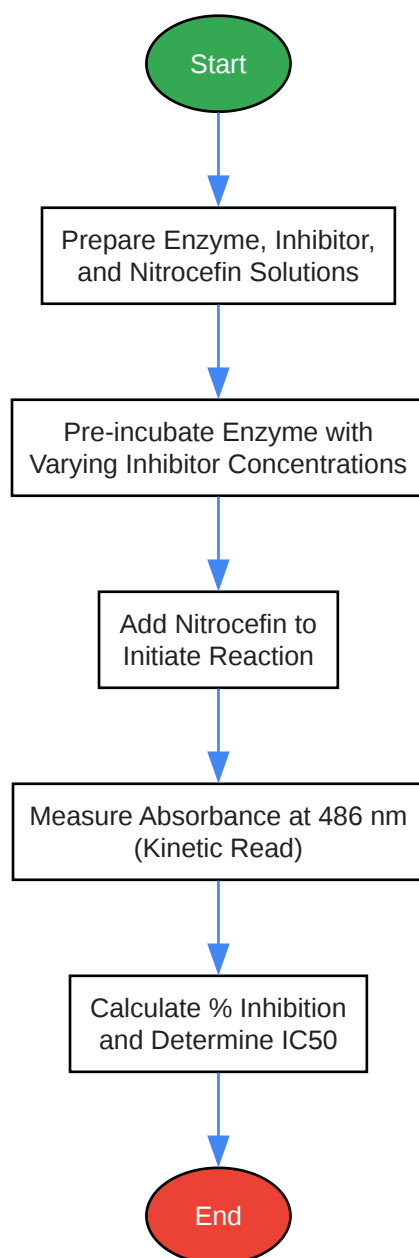 Start
Prepare Enzyme, Inhibitor,
and Nitrocefin Solutions
Pre-incubate Enzyme with
Varying Inhibitor Concentrations
Add Nitrocefin to
Initiate Reaction
Measure Absorbance at 486 nm
(Kinetic Read)
Calculate % Inhibition
and Determine IC50
End